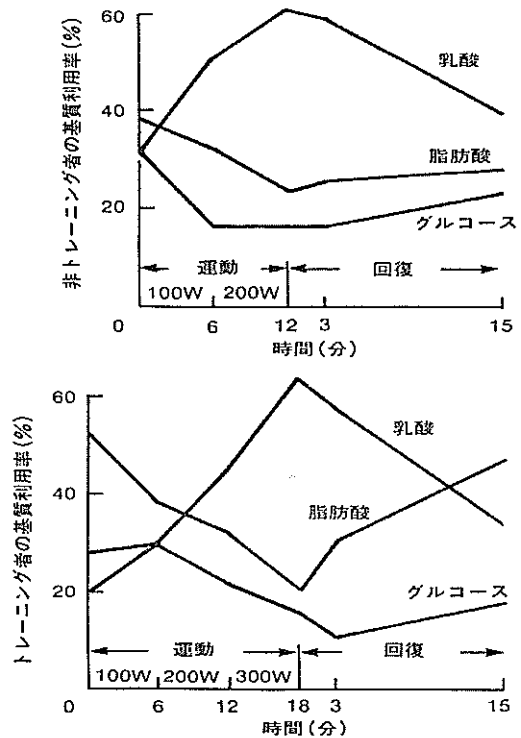 非トレーニング者の基質利用率(%)
60
40
20
乳酸
脂肪酸
グルコース
運動
回復
100W 200W
0 6 12 3 15
時間(分)
トレーニング者の基質利用率(%)
60
40
20
乳酸
脂肪酸
グルコース
運動
回復
100W 200W 300W
0 6 12 18 3 15
時間(分)